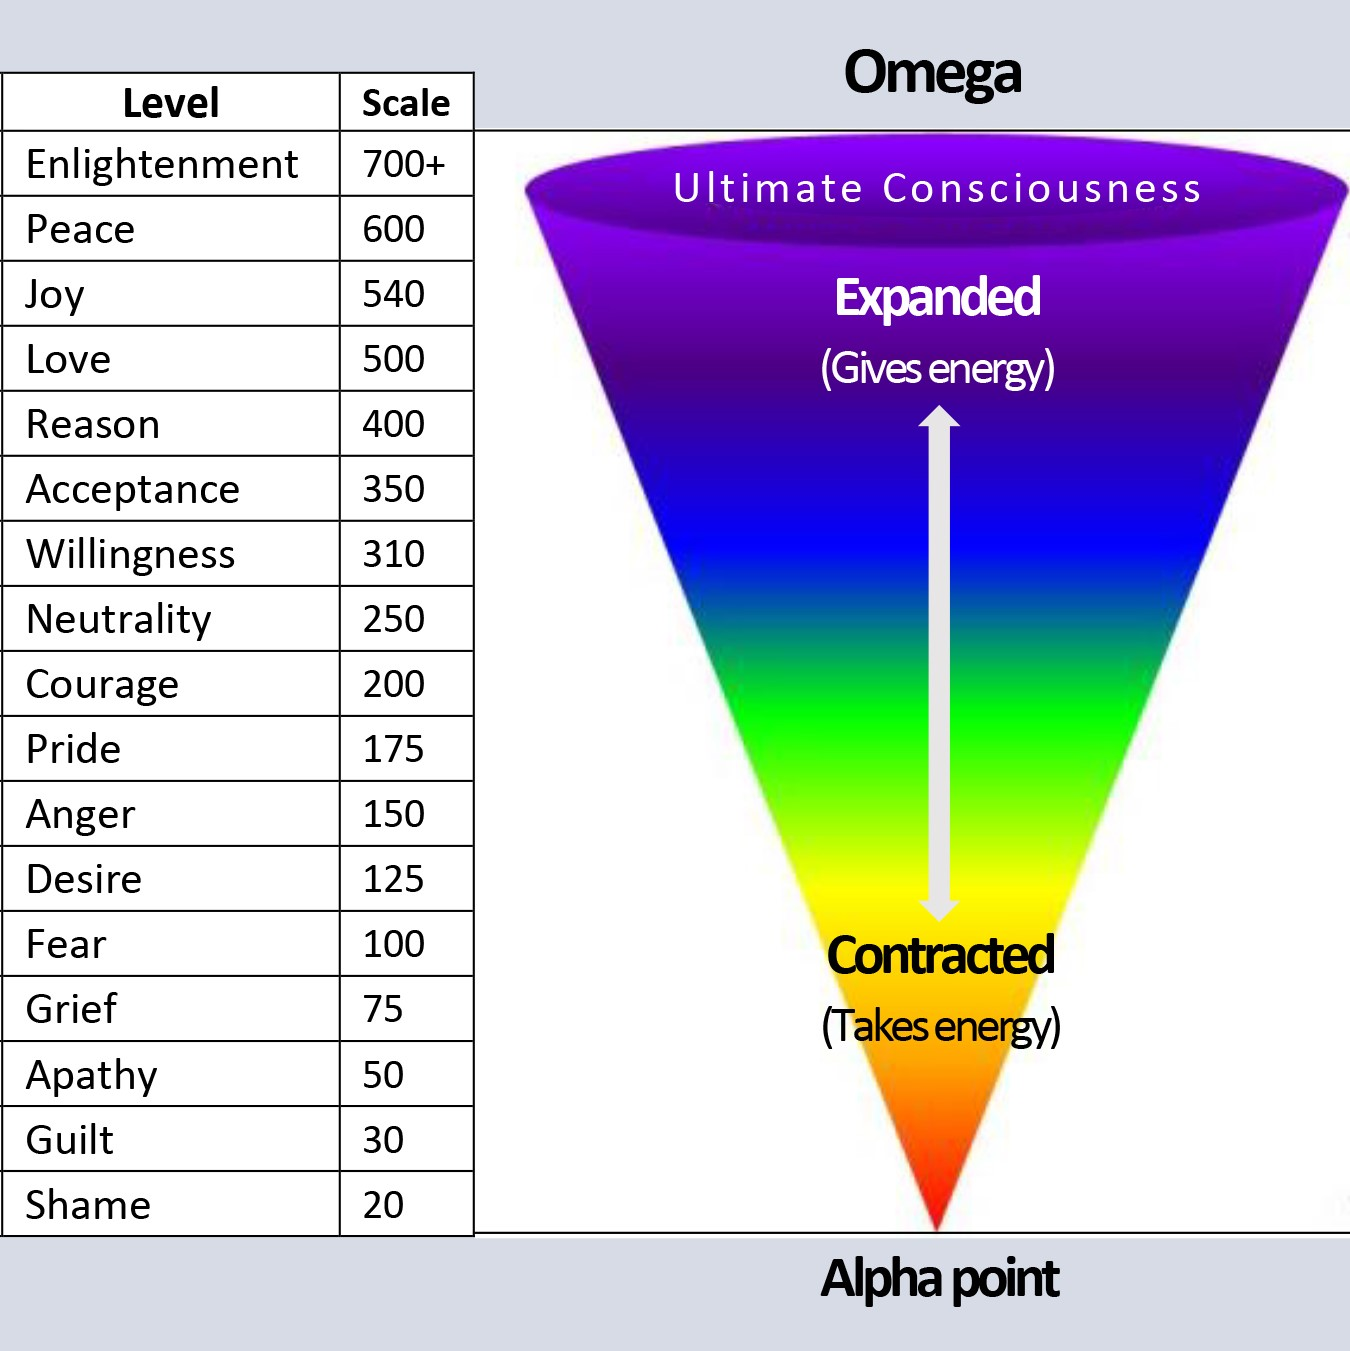 Omega
Level Scale
Enlightenment 700+
Peace 600
Joy 540
Love 500
Reason 400
Acceptance 350
Willingness 310
Neutrality 250
Courage 200
Pride 175
Anger 150
Desire 125
Fear 100
Grief 75
Apathy 50
Guilt 30
Shame 20
Ultimate Consciousness
Expanded
(Gives energy)
Contracted
(Takes energy)
Alpha point